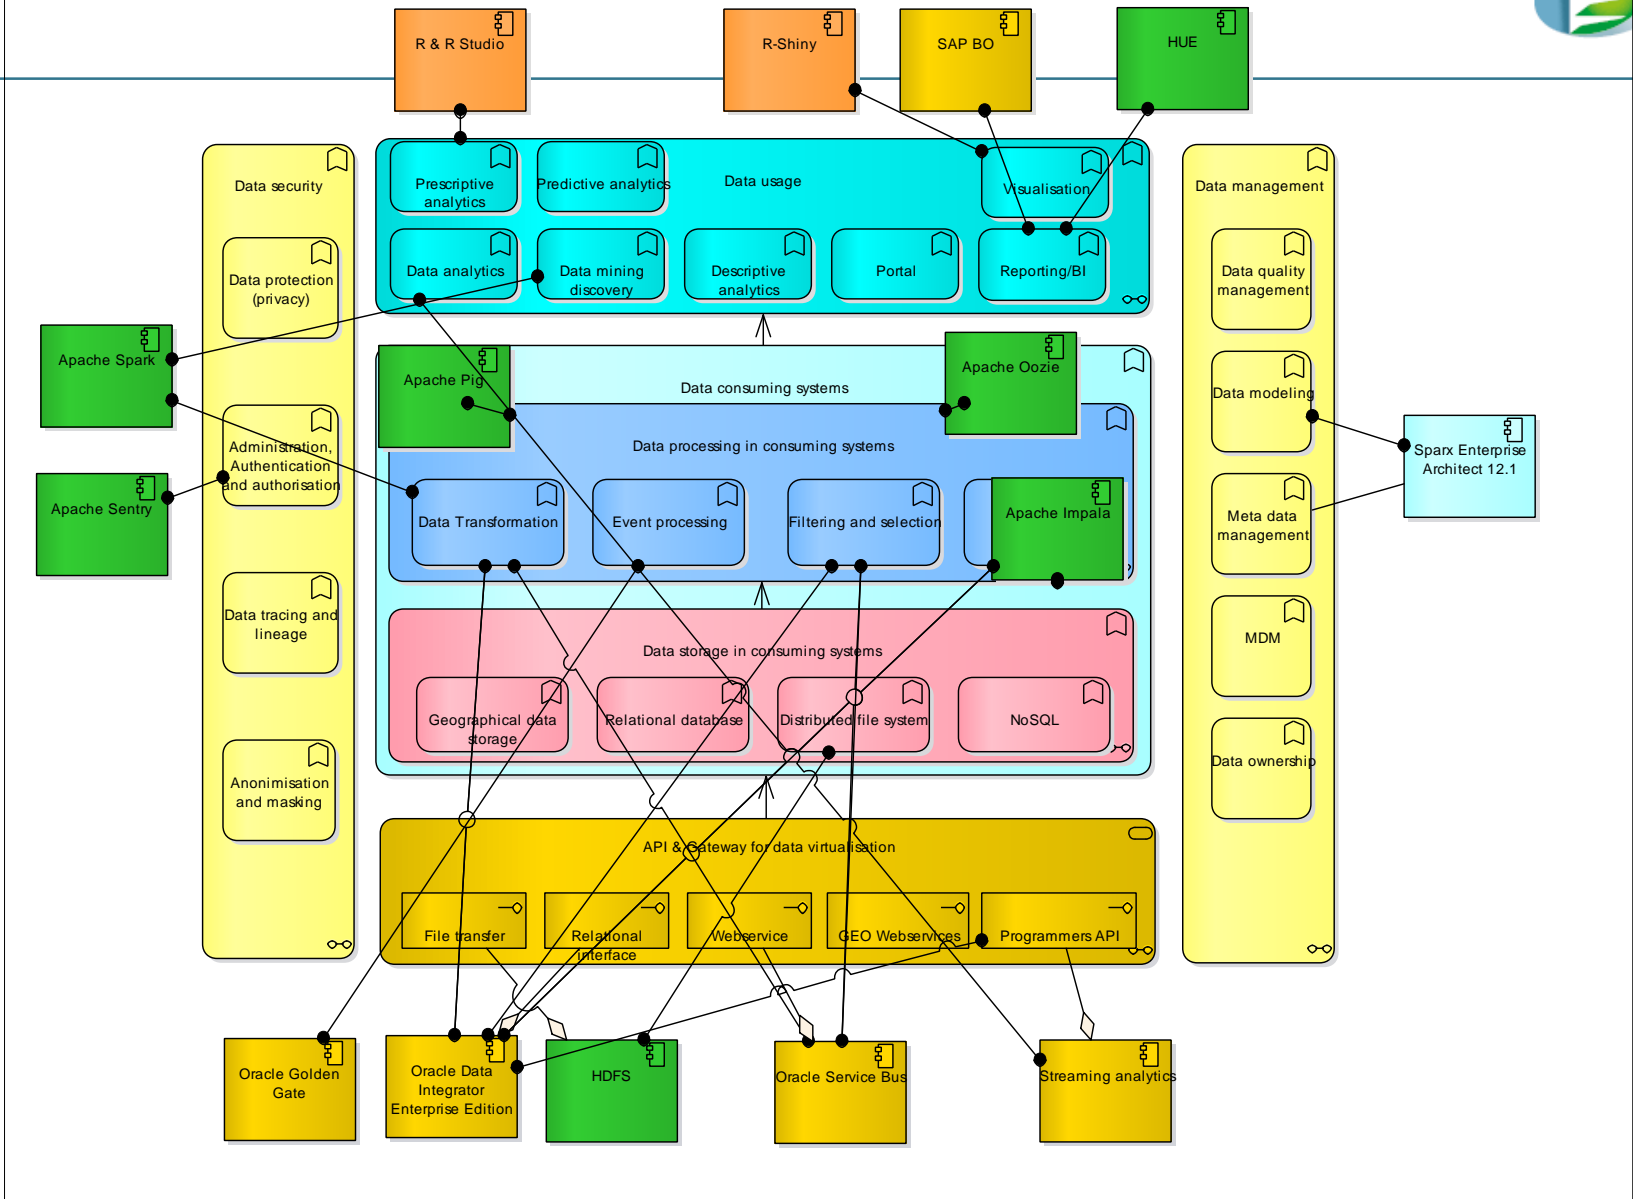 R & R Studio
R-Shiny
SAP BO
HUE
Data security
Data protection
(privacy)
Administration,
Authentication
and authorisation
Data tracing and
lineage
Anonimisation
and masking
Data usage
Prescriptive
analytics
Predictive analytics
Visualisation
Data analytics
Data mining
discovery
Descriptive
analytics
Portal
Reporting/BI
Data management
Data quality
management
Data modeling
Meta data
management
MDM
Data ownership
Apache Spark
Apache Sentry
Apache Pig
Data consuming systems
Apache Oozie
Data processing in consuming systems
Data Transformation
Event processing
Filtering and selection
Apache Impala
Sparx Enterprise
Architect 12.1
Data storage in consuming systems
Geographical data
storage
Relational database
Distributed file system
NoSQL
API & Gateway for data virtualisation
File transfer
Relational
interface
Webservice
GEO Webservices
Programmers API
Oracle Golden
Gate
Oracle Data
Integrator
Enterprise Edition
HDFS
Oracle Service Bus
Streaming analytics